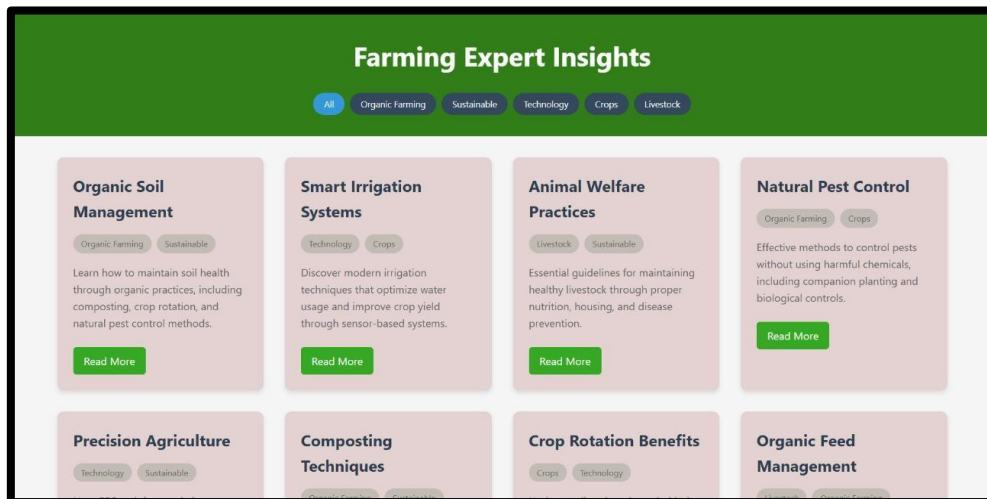 Farming Expert Insights
All Organic Farming Sustainable Technology Crops Livestock
Organic Soil
Management
Organic Farming Sustainable
Learn how to maintain soil health
through organic practices, including
composting, crop rotation, and
natural pest control methods.
Read More
Smart Irrigation
Systems
Technology Crops
Discover modern irrigation
techniques that optimize water
usage and improve crop yield
through sensor-based systems.
Read More
Animal Welfare
Practices
Livestock Sustainable
Essential guidelines for maintaining
healthy livestock through proper
nutrition, housing, and disease
prevention.
Read More
Natural Pest Control
Organic Farming Crops
Effective methods to control pests
without using harmful chemicals,
including companion planting and
biological controls.
Read More
Precision Agriculture
Technology Sustainable
Composting
Techniques
Organic Farming Sustainable
Crop Rotation Benefits
Crops Technology
Organic Feed
Management
Livestock Organic Farming